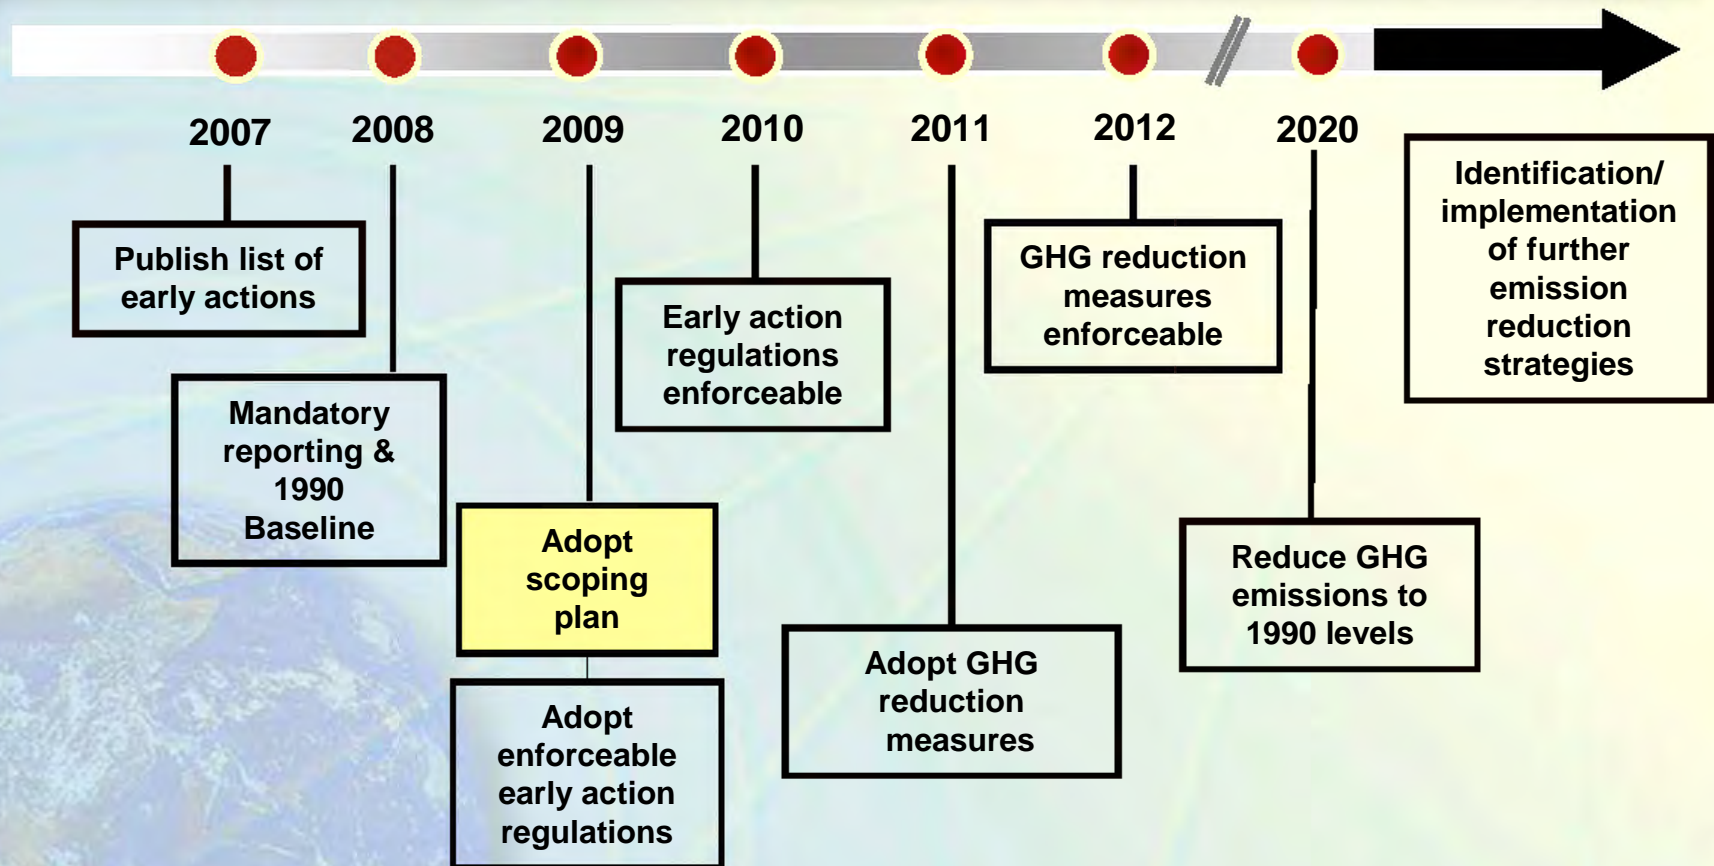 2007
2008
2009
2010
2011
2012
2020
Publish list of
early actions
Mandatory
reporting &
1990
Baseline
Adopt
scoping
plan
Adopt
enforceable
early action
regulations
Early action
regulations
enforceable
Adopt GHG
reduction
measures
GHG reduction
measures
enforceable
Reduce GHG
emissions to
1990 levels
Identification/
implementation
of further
emission
reduction
strategies